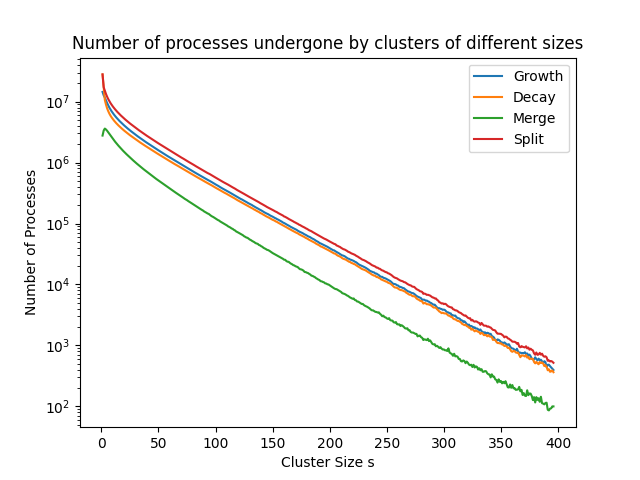 Number of processes undergone by clusters of different sizes
Growth
Decay
Merge
Split
Number of Processes
10^7
10^6
10^5
10^4
10^3
10^2
0 50 100 150 200 250 300 350 400
Cluster Size s